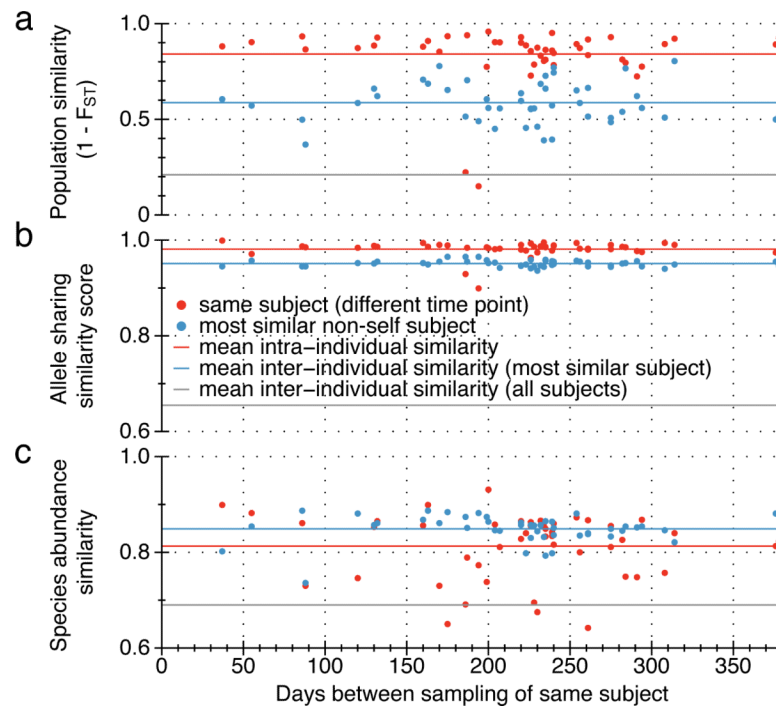 a
1.0
0.5
0
Population similarity
(1 - FST)
b
1.0
0.8
0.6
Allele sharing
similarity score
same subject (different time point)
most similar non-self subject
mean intra–individual similarity
mean inter–individual similarity (most similar subject)
mean inter–individual similarity (all subjects)
c
1.0
0.8
0.6
Species abundance
similarity
0 50 100 150 200 250 300 37
Days between sampling of same subject